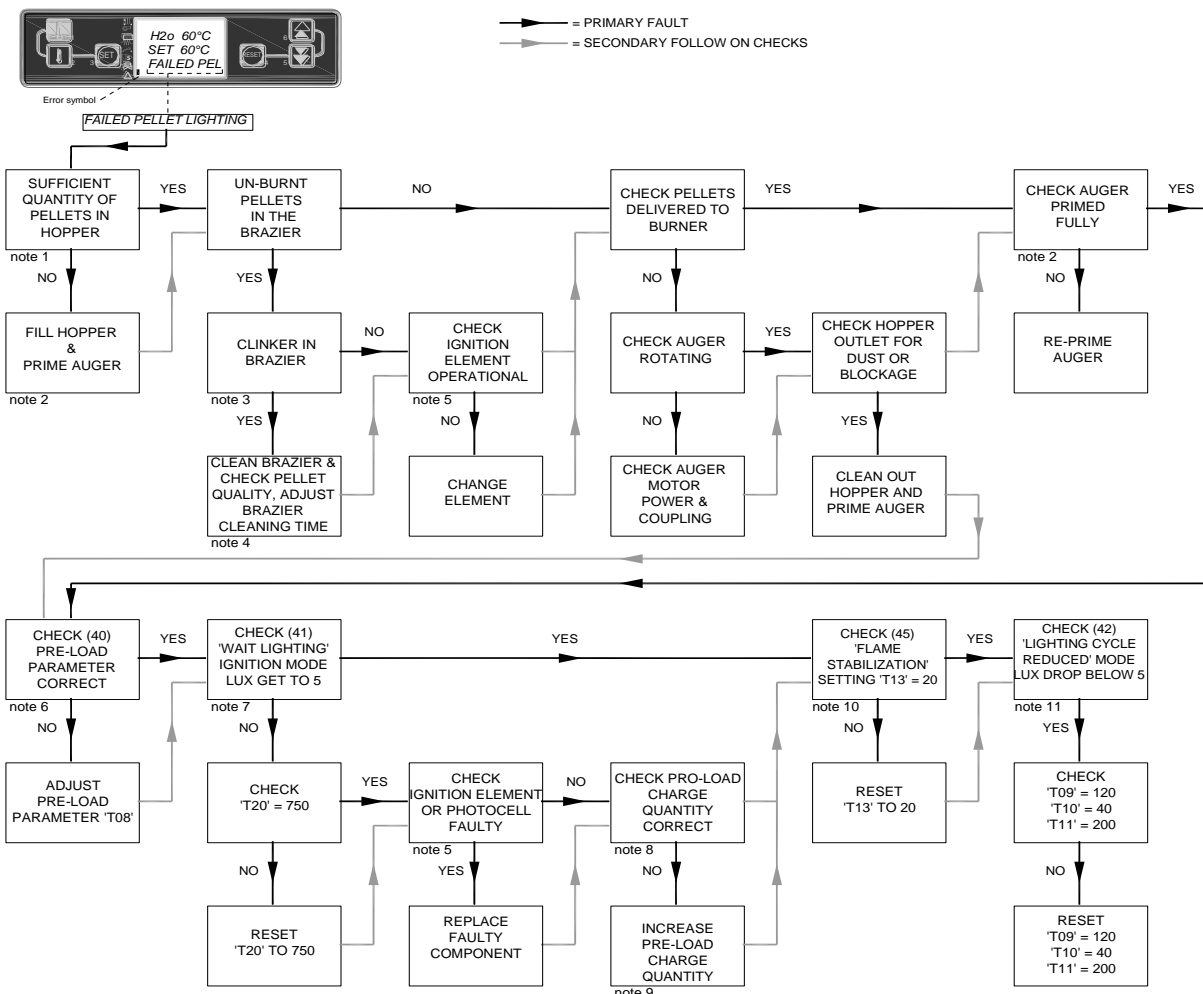 H2o 60°C
SET 60°C
FAILED PEL
SET
RESET
Error symbol
FAILED PELLET LIGHTING
= PRIMARY FAULT
= SECONDARY FOLLOW ON CHECKS
SUFFICIENT
QUANTITY OF
PELLETS IN
HOPPER
note 1
YES
NO
UN-BURNT
PELLETS
IN THE
BRAZIER
NO
YES
CHECK PELLETS
DELIVERED TO
BURNER
YES
NO
CHECK AUGER
PRIMED
FULLY
note 2
YES
NO
FILL HOPPER
&
PRIME AUGER
note 2
CLINKER IN
BRAZIER
note 3
NO
YES
CHECK
IGNITION
ELEMENT
OPERATIONAL
note 5
NO
CHECK AUGER
ROTATING
YES
NO
CHECK HOPPER
OUTLET FOR
DUST OR
BLOCKAGE
YES
RE-PRIME
AUGER
CLEAN BRAZIER &
CHECK PELLET
QUALITY, ADJUST
BRAZIER
CLEANING TIME
note 4
CHANGE
ELEMENT
CHECK AUGER
MOTOR
POWER &
COUPLING
CLEAN OUT
HOPPER AND
PRIME AUGER
CHECK (40)
PRE-LOAD
PARAMETER
CORRECT
note 6
YES
NO
CHECK (41)
'WAIT LIGHTING'
IGNITION MODE
LUX GET TO 5
note 7
YES
NO
CHECK (45)
'FLAME
STABILIZATION'
SETTING 'T13' = 20
note 10
YES
NO
CHECK (42)
'LIGHTING CYCLE
REDUCED' MODE
LUX DROP BELOW 5
note 11
YES
ADJUST
PRE-LOAD
PARAMETER 'T08'
CHECK
'T20' = 750
YES
NO
CHECK
IGNITION ELEMENT
OR PHOTOCELL
FAULTY
note 5
NO
YES
CHECK PRO-LOAD
CHARGE
QUANTITY
CORRECT
note 8
NO
RESET
'T13' TO 20
CHECK
'T09' = 120
'T10' = 40
'T11' = 200
NO
RESET
'T20' TO 750
REPLACE
FAULTY
COMPONENT
INCREASE
PRE-LOAD
CHARGE
QUANTITY
note 9
RESET
'T09' = 120
'T10' = 40
'T11' = 200